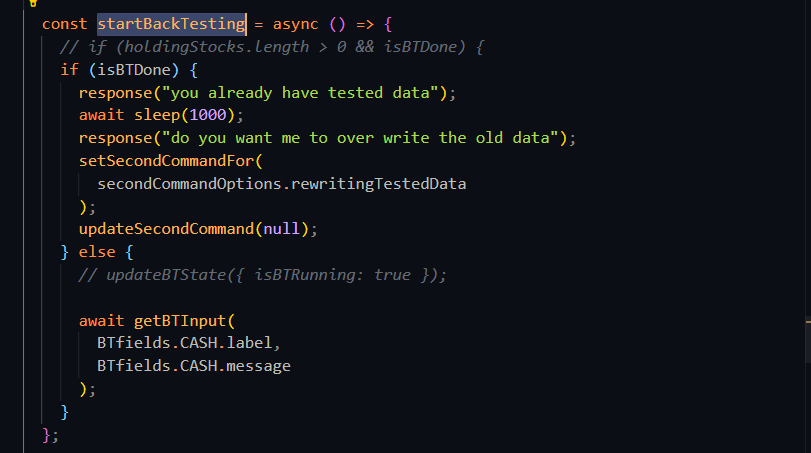 const startBackTesting = async () => {
// if (holdingStocks.length > 0 && isBTDone) {
if (isBTDone) {
response("you already have tested data");
await sleep(1000);
response("do you want me to over write the old data");
setSecondCommandFor(
secondCommandOptions.rewritingTestedData
);
updateSecondCommand(null);
} else {
// updateBTState({ isBTRunning: true });
await getBTInput(
BTfields.CASH.label,
BTfields.CASH.message
);
}
};